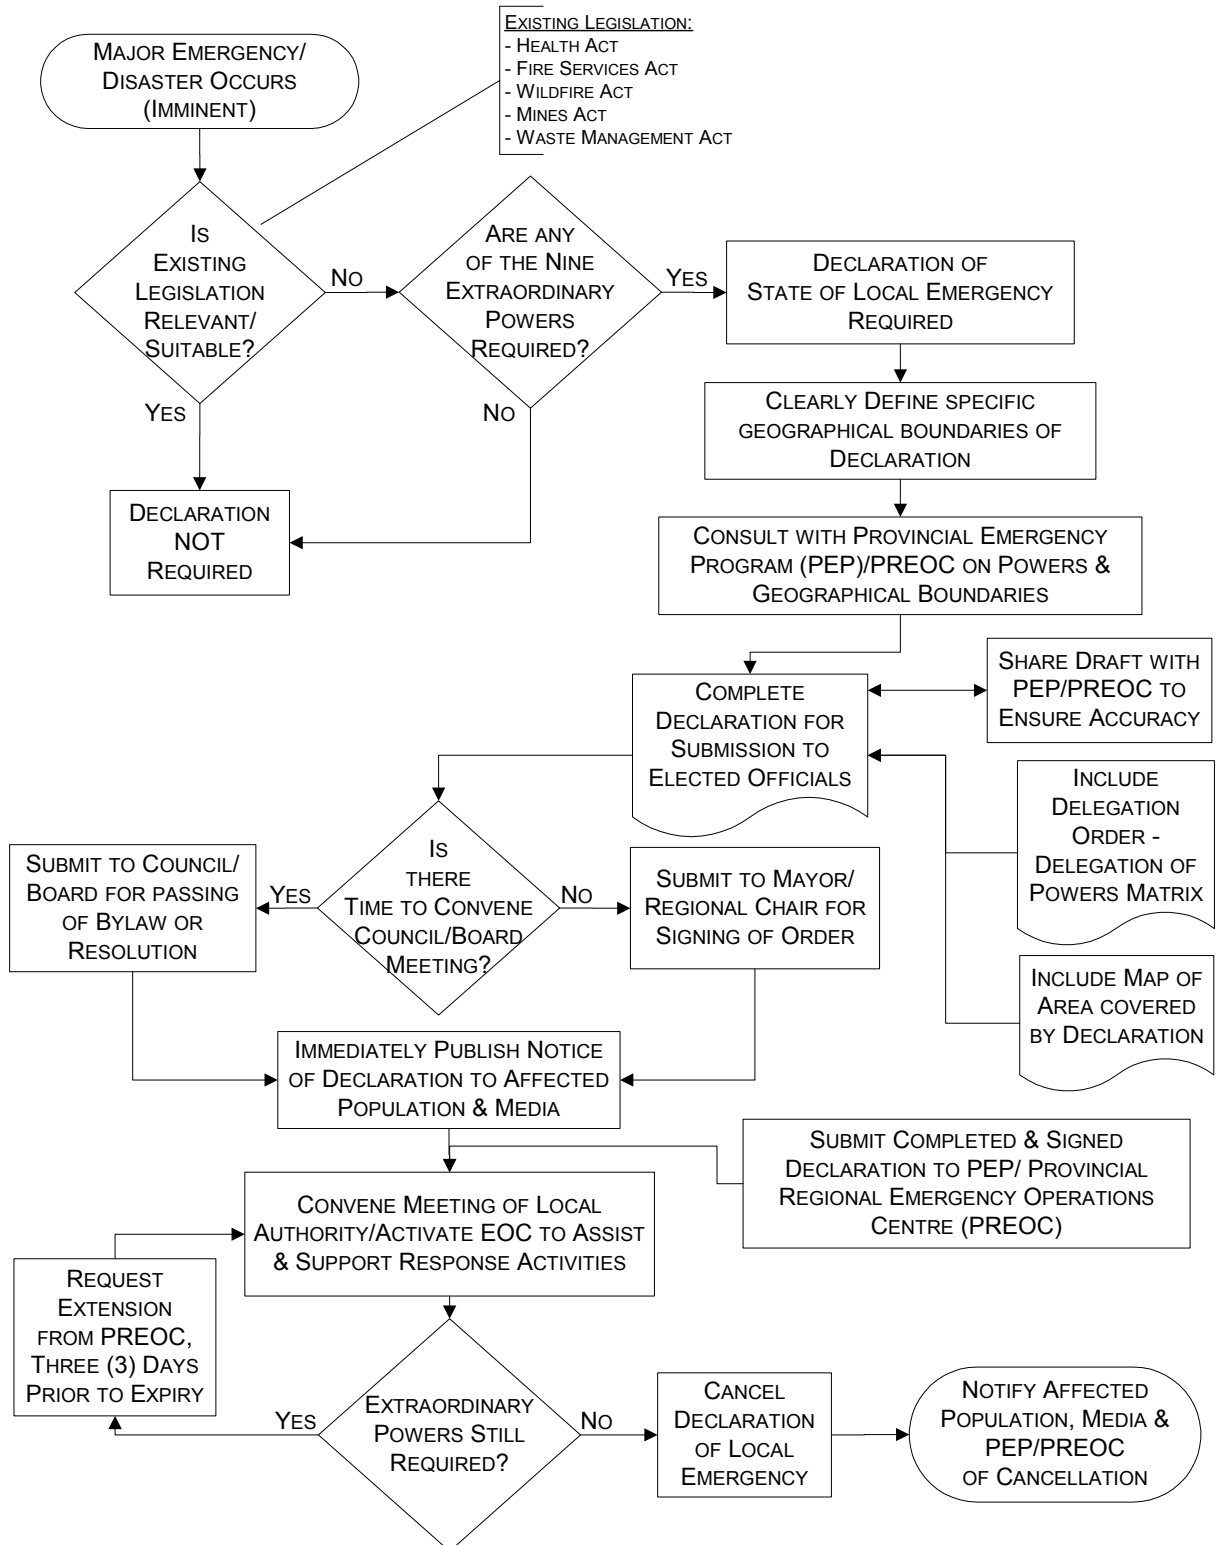 MAJOR EMERGENCY/
DISASTER OCCURS
(IMMINENT)
EXISTING LEGISLATION:
- HEALTH ACT
- FIRE SERVICES ACT
- WILDFIRE ACT
- MINES ACT
- WASTE MANAGEMENT ACT
IS
EXISTING
LEGISLATION
RELEVANT/
SUITABLE?
NO
YES
ARE ANY
OF THE NINE
EXTRAORDINARY
POWERS
REQUIRED?
YES
NO
DECLARATION OF
STATE OF LOCAL EMERGENCY
REQUIRED
DECLARATION
NOT
REQUIRED
CLEARLY DEFINE SPECIFIC
GEOGRAPHICAL BOUNDARIES OF
DECLARATION
CONSULT WITH PROVINCIAL EMERGENCY
PROGRAM (PEP)/PREOC ON POWERS &
GEOGRAPHICAL BOUNDARIES
COMPLETE
DECLARATION FOR
SUBMISSION TO
ELECTED OFFICIALS
SHARE DRAFT WITH
PEP/PREOC TO
ENSURE ACCURACY
INCLUDE
DELEGATION
ORDER -
DELEGATION OF
POWERS MATRIX
INCLUDE MAP OF
AREA COVERED
BY DECLARATION
IS
THERE
TIME TO CONVENE
COUNCIL/BOARD
MEETING?
YES
NO
SUBMIT TO COUNCIL/
BOARD FOR PASSING
OF BYLAW OR
RESOLUTION
SUBMIT TO MAYOR/
REGIONAL CHAIR FOR
SIGNING OF ORDER
IMMEDIATELY PUBLISH NOTICE
OF DECLARATION TO AFFECTED
POPULATION & MEDIA
SUBMIT COMPLETED & SIGNED
DECLARATION TO PEP/ PROVINCIAL
REGIONAL EMERGENCY OPERATIONS
CENTRE (PREOC)
CONVENE MEETING OF LOCAL
AUTHORITY/ACTIVATE EOC TO ASSIST
& SUPPORT RESPONSE ACTIVITIES
REQUEST
EXTENSION
FROM PREOC,
THREE (3) DAYS
PRIOR TO EXPIRY
YES
EXTRAORDINARY
POWERS STILL
REQUIRED?
NO
CANCEL
DECLARATION
OF LOCAL
EMERGENCY
NOTIFY AFFECTED
POPULATION, MEDIA &
PEP/PREOC
OF CANCELLATION